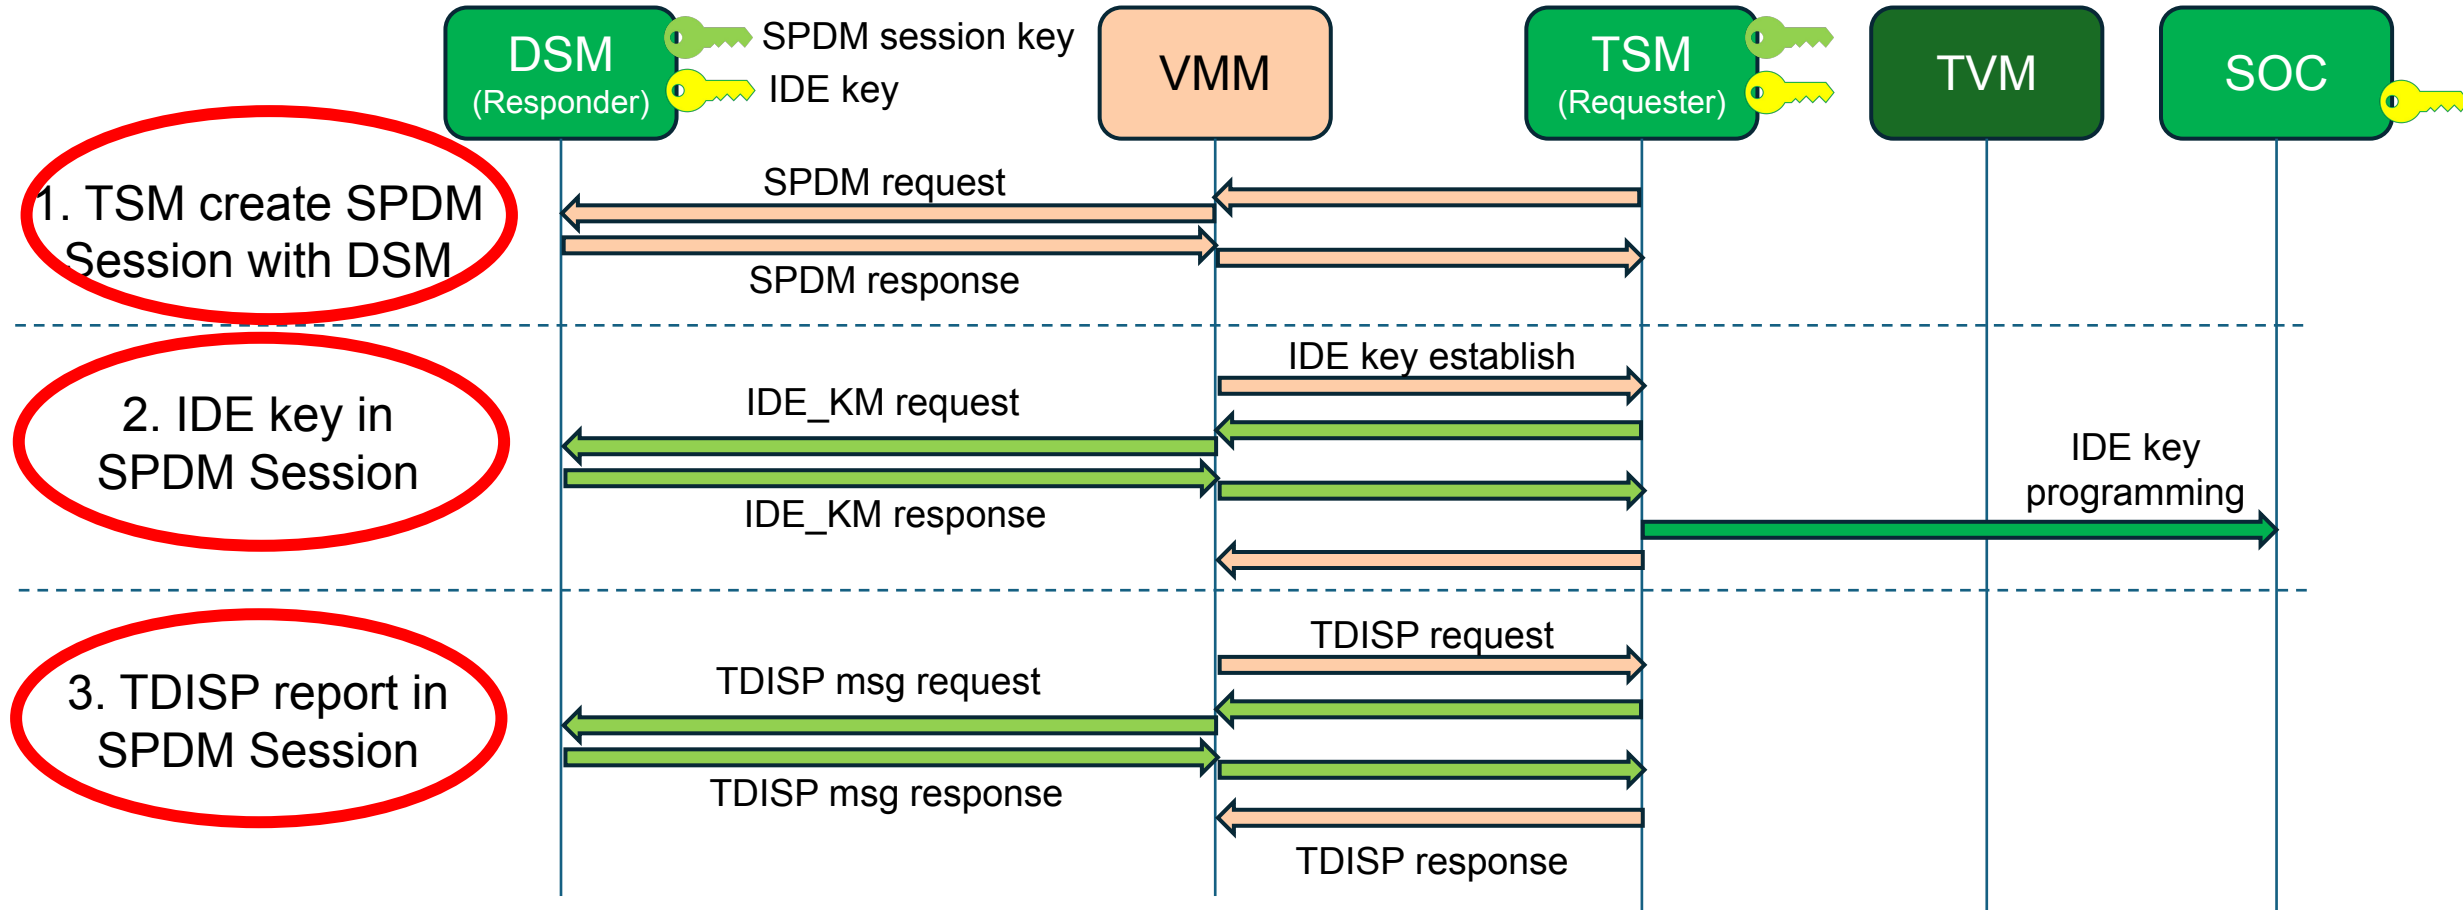 DSM
(Responder)
SPDM session key
IDE key
VMM
TSM
(Requester)
TVM
SOC
1. TSM create SPDM
Session with DSM
SPDM request
SPDM response
2. IDE key in
SPDM Session
IDE key establish
IDE_KM request
IDE_KM response
IDE key
programming
3. TDISP report in
SPDM Session
TDISP request
TDISP msg request
TDISP msg response
TDISP response